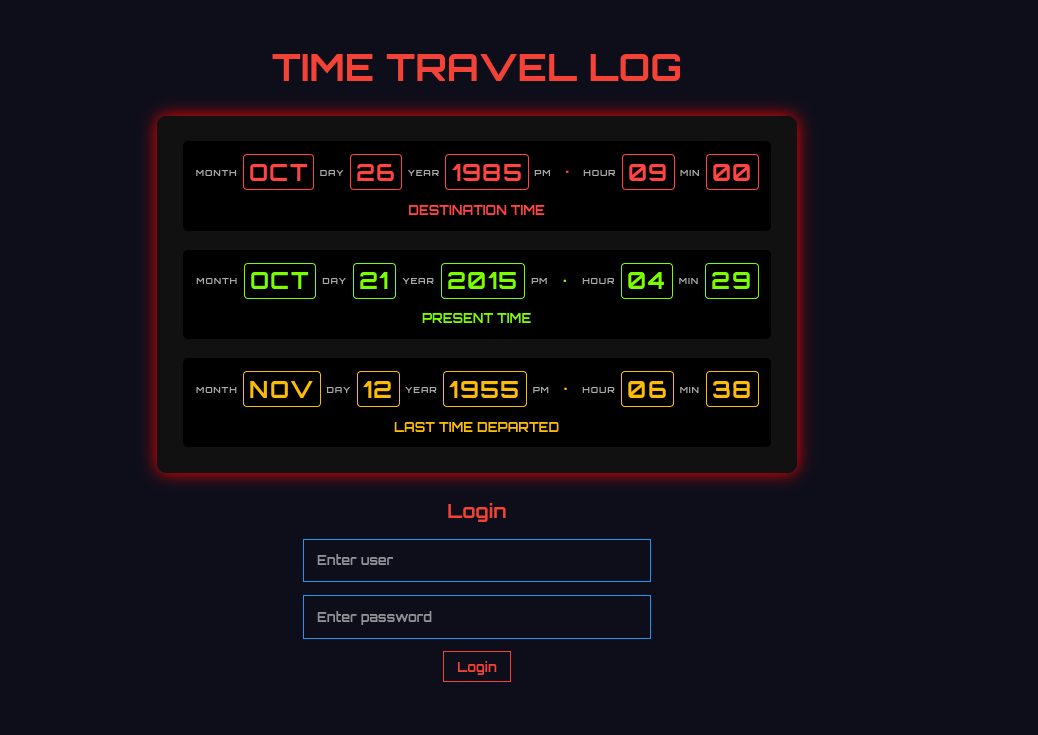 TIME TRAVEL LOG
MONTH OCT DAY 26 YEAR 1985 PM · HOUR 09 MIN 00
DESTINATION TIME
MONTH OCT DAY 21 YEAR 2015 PM · HOUR 04 MIN 29
PRESENT TIME
MONTH NOV DAY 12 YEAR 1955 PM · HOUR 06 MIN 38
LAST TIME DEPARTED
Login
Enter user
Enter password
Login